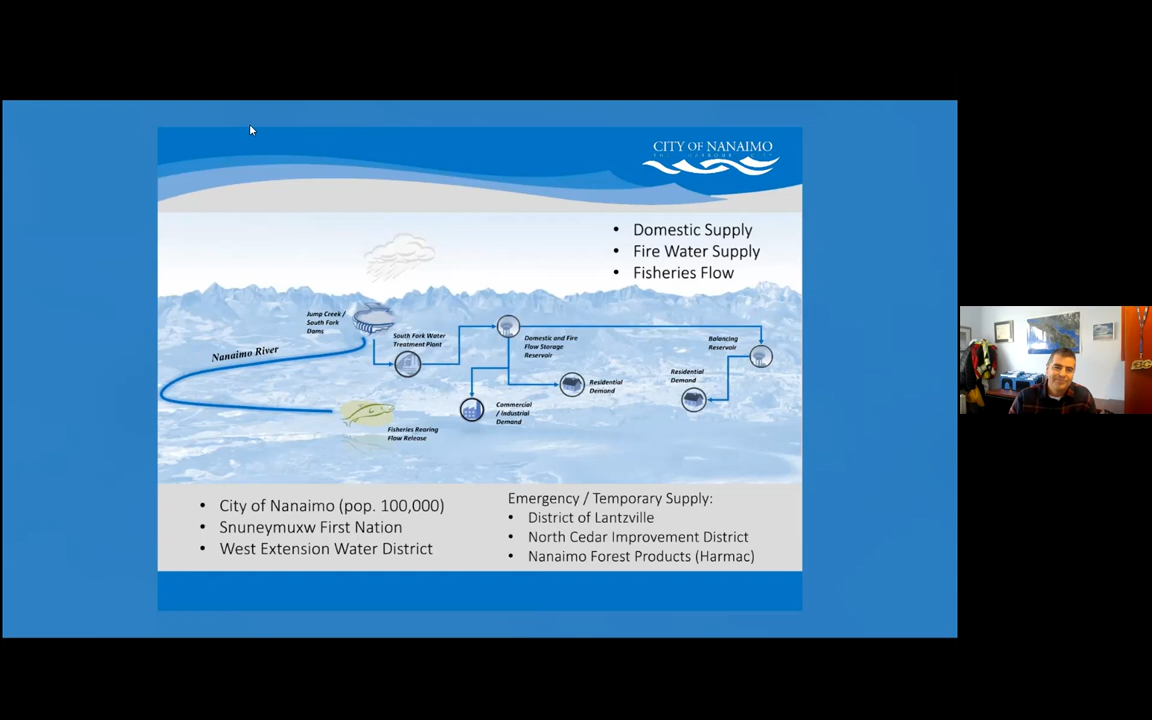 CITY OF NANAIMO
THE HARBOUR CITY
• Domestic Supply
• Fire Water Supply
• Fisheries Flow
Jump Creek /
South Fork
Dams
South Fork Water
Treatment Plant
Domestic and Fire
Flow Storage
Reservoir
Balancing
Reservoir
Nanaimo River
Residential
Demand
Residential
Demand
Commercial
/ Industrial
Demand
Fisheries Rearing
Flow Release
• City of Nanaimo (pop. 100,000)
• Snuneymuxw First Nation
• West Extension Water District
Emergency / Temporary Supply:
• District of Lantzville
• North Cedar Improvement District
• Nanaimo Forest Products (Harmac)